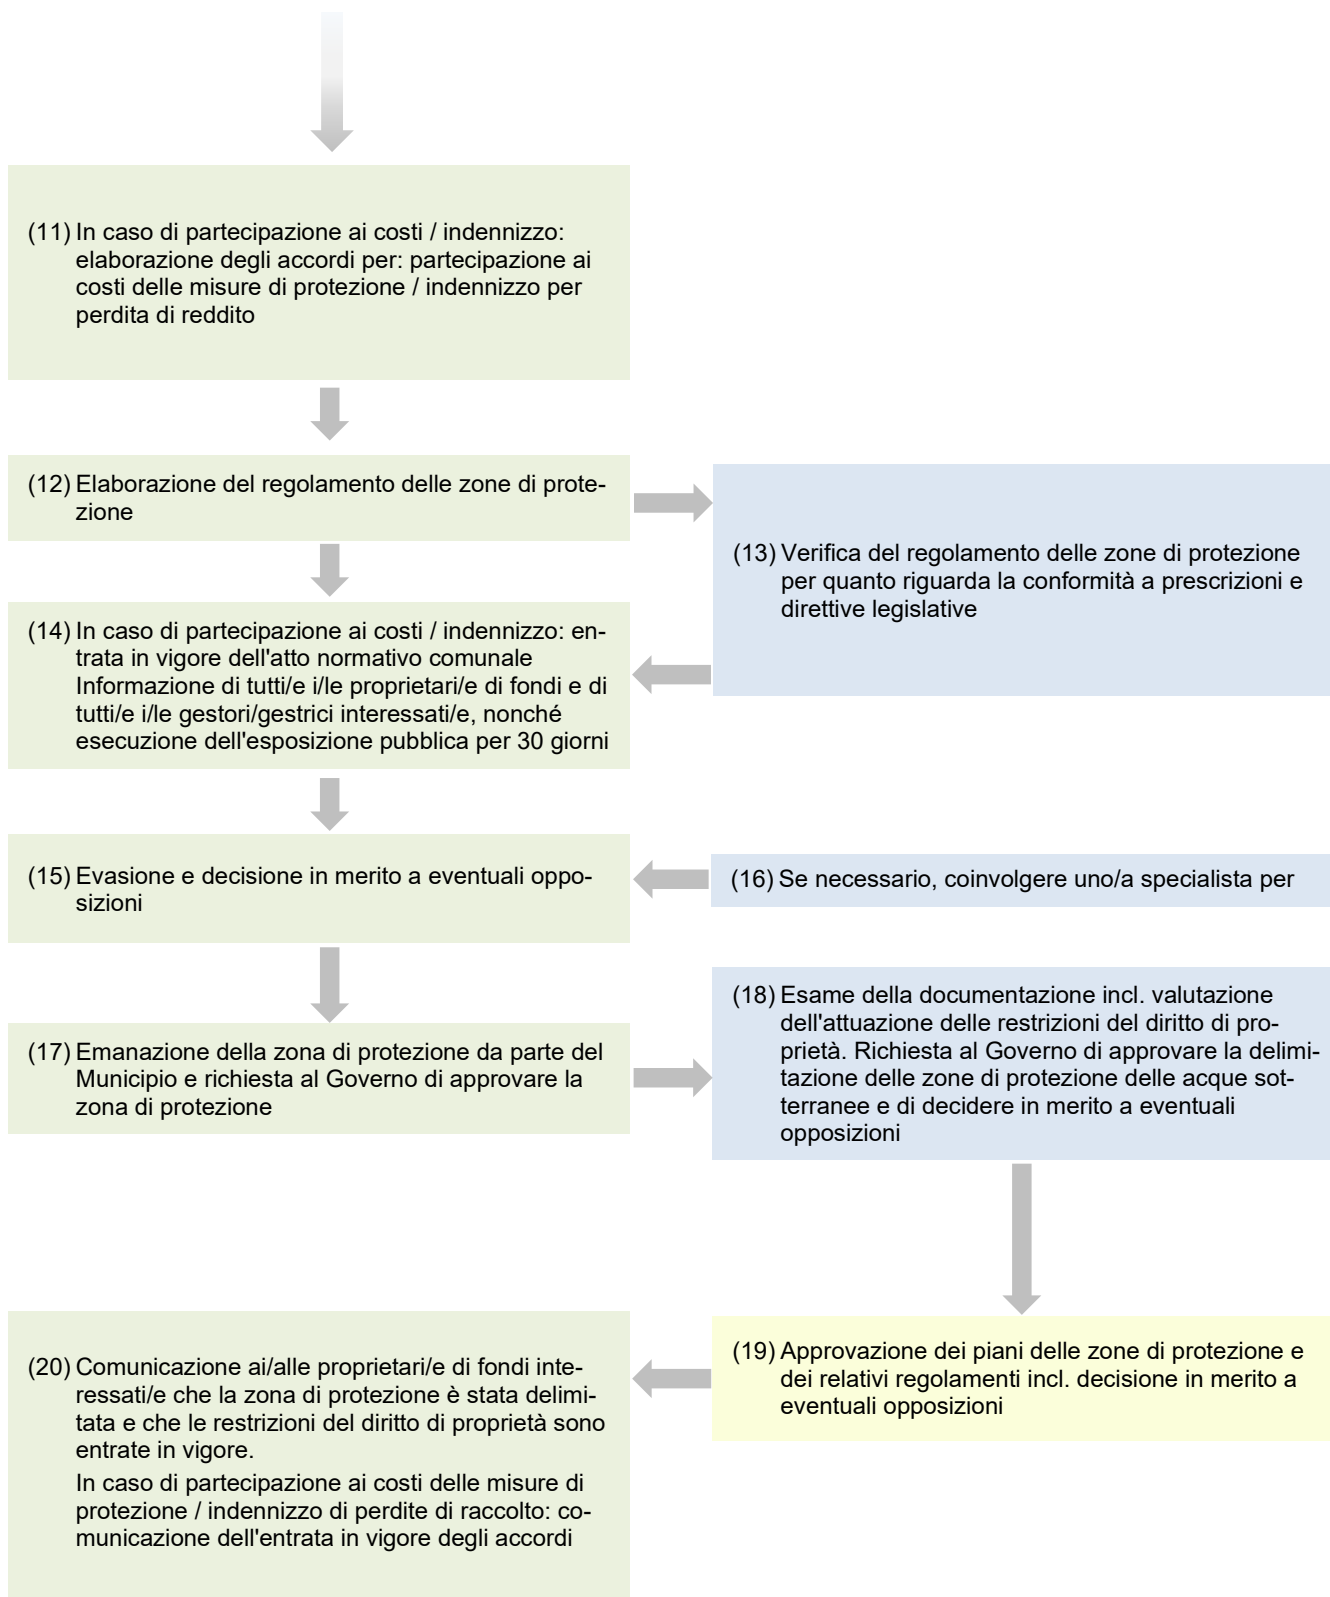 (11) In caso di partecipazione ai costi / indennizzo:
elaborazione degli accordi per: partecipazione ai
costi delle misure di protezione / indennizzo per
perdita di reddito
(12) Elaborazione del regolamento delle zone di prote-
zione
(13) Verifica del regolamento delle zone di protezione
per quanto riguarda la conformità a prescrizioni e
direttive legislative
(14) In caso di partecipazione ai costi / indennizzo: en-
trata in vigore dell'atto normativo comunale
Informazione di tutti/e i/le proprietari/e di fondi e di
tutti/e i/le gestori/gestrici interessati/e, nonché
esecuzione dell'esposizione pubblica per 30 giorni
(15) Evasione e decisione in merito a eventuali oppo-
sizioni
(16) Se necessario, coinvolgere uno/a specialista per
(17) Emanazione della zona di protezione da parte del
Municipio e richiesta al Governo di approvare la
zona di protezione
(18) Esame della documentazione incl. valutazione
dell'attuazione delle restrizioni del diritto di pro-
prietà. Richiesta al Governo di approvare la delimi-
tazione delle zone di protezione delle acque sot-
terranee e di decidere in merito a eventuali
opposizioni
(19) Approvazione dei piani delle zone di protezione e
dei relativi regolamenti incl. decisione in merito a
eventuali opposizioni
(20) Comunicazione ai/alle proprietari/e di fondi inte-
ressati/e che la zona di protezione è stata delimi-
tata e che le restrizioni del diritto di proprietà sono
entrate in vigore.
In caso di partecipazione ai costi delle misure di
protezione / indennizzo di perdite di raccolto: co-
municazione dell'entrata in vigore degli accordi